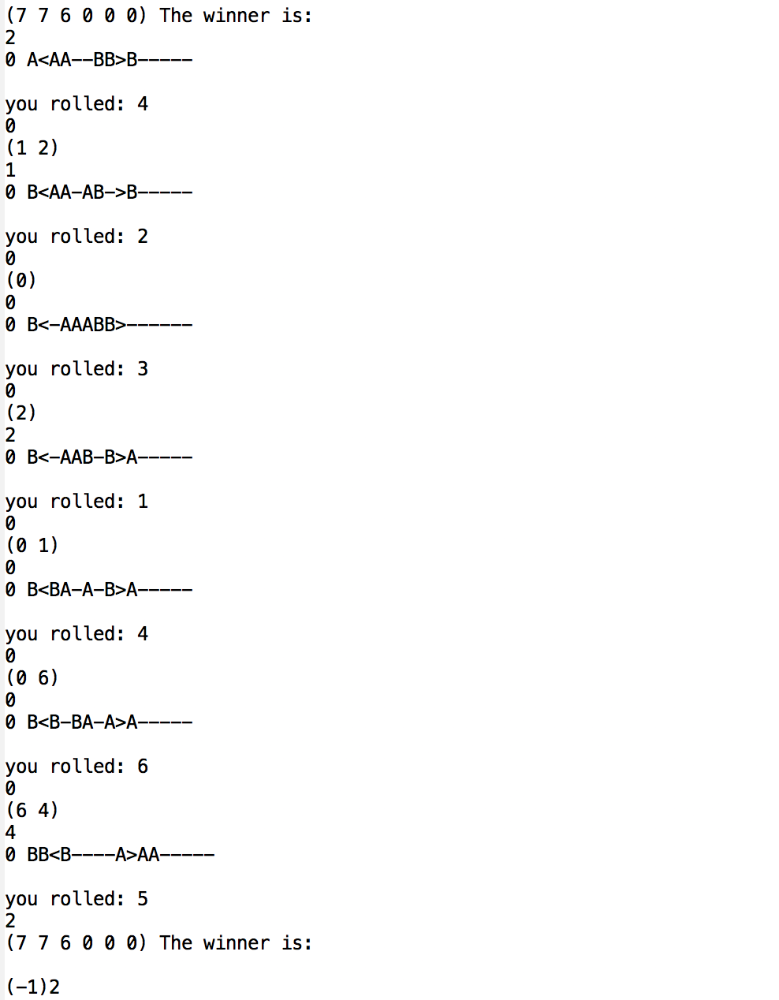 (7 7 6 0 0 0) The winner is:
2
0 A<AA--BB>B-----
you rolled: 4
0
(1 2)
1
0 B<AA-AB->B-----
you rolled: 2
0
(0)
0
0 B<-AAABB>------
you rolled: 3
0
(2)
2
0 B<-AAB-B>A-----
you rolled: 1
0
(0 1)
0
0 B<BA-A-B>A-----
you rolled: 4
0
(0 6)
0
0 B<B-BA-A>A-----
you rolled: 6
0
(6 4)
4
0 BB<B----A>AA-----
you rolled: 5
2
(7 7 6 0 0 0) The winner is:
(-1)2